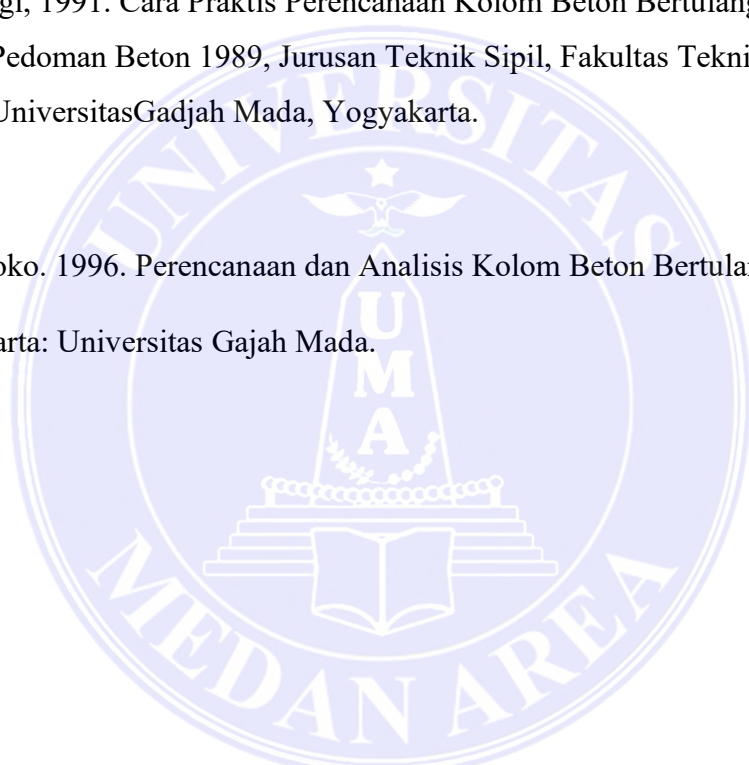 gi, 1991. Cara Praktis Perencanaan Kolom Beton Bertulang
Pedoman Beton 1989, Jurusan Teknik Sipil, Fakultas Tekni
UniversitasGadjah Mada, Yogyakarta.
oko. 1996. Perencanaan dan Analisis Kolom Beton Bertula
arta: Universitas Gajah Mada.
UNIVERSITAS
UMA
MEDAN AREA